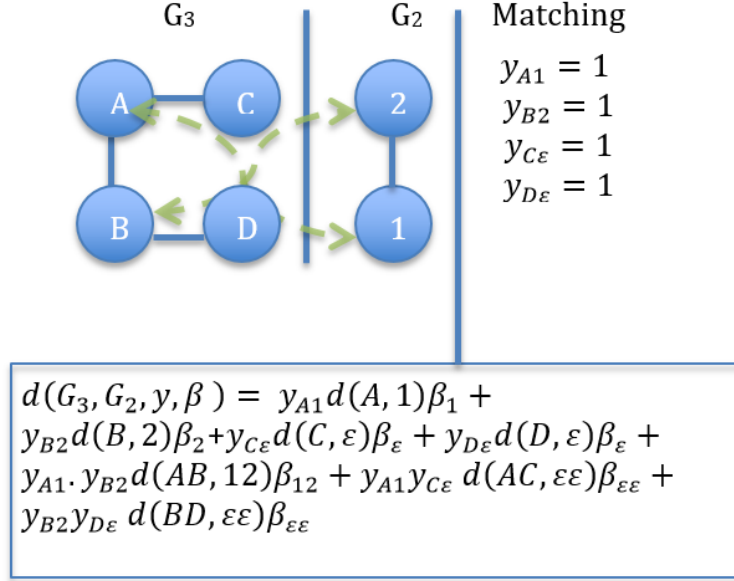 G₃ G₂ Matching
A C 2
B D 1
y_{A1} = 1
y_{B2} = 1
y_{Cε} = 1
y_{Dε} = 1
d(G₃, G₂, y, β ) = y_{A1}d(A, 1)β₁ +
y_{B2}d(B, 2)β₂+y_{Cε}d(C, ε)β_ε + y_{Dε}d(D, ε)β_ε +
y_{A1}. y_{B2}d(AB, 12)β_{12} + y_{A1}y_{Cε} d(AC, εε)β_{εε} +
y_{B2}y_{Dε} d(BD, εε)β_{εε}